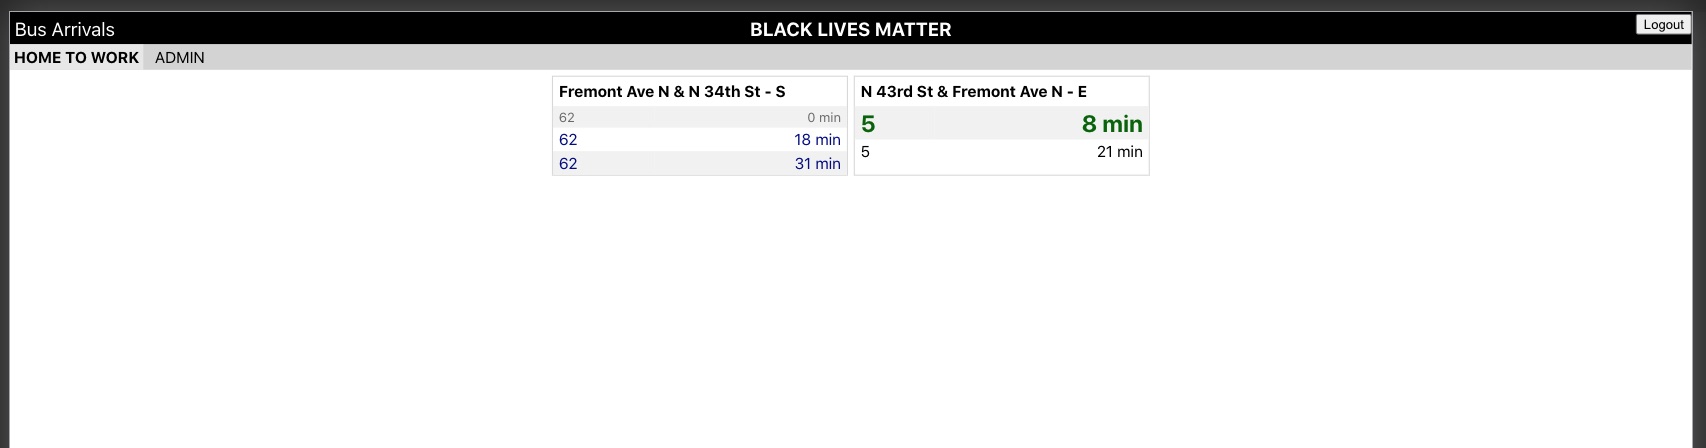 Bus Arrivals BLACK LIVES MATTER Logout
HOME TO WORK ADMIN
Fremont Ave N & N 34th St - S
62 0 min
62 18 min
62 31 min
N 43rd St & Fremont Ave N - E
5 8 min
5 21 min